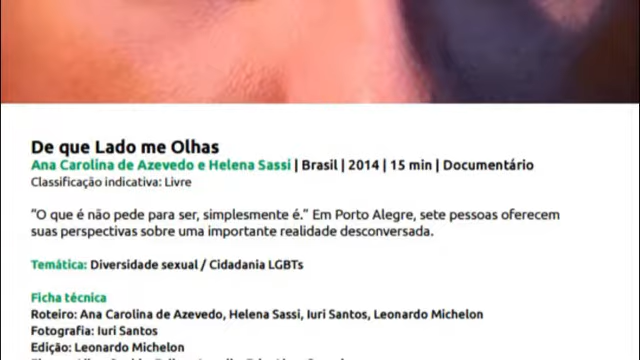 De que Lado me Olhas
Ana Carolina de Azevedo e Helena Sassi | Brasil | 2014 | 15 min | Documentário
Classificação indicativa: Livre
“O que é não pede para ser, simplesmente é.” Em Porto Alegre, sete pessoas oferecem
suas perspectivas sobre uma importante realidade desconversada.
Temática: Diversidade sexual / Cidadania LGBTs
Ficha técnica
Roteiro: Ana Carolina de Azevedo, Helena Sassi, Iuri Santos, Leonardo Michelon
Fotografia: Iuri Santos
Edição: Leonardo Michelon